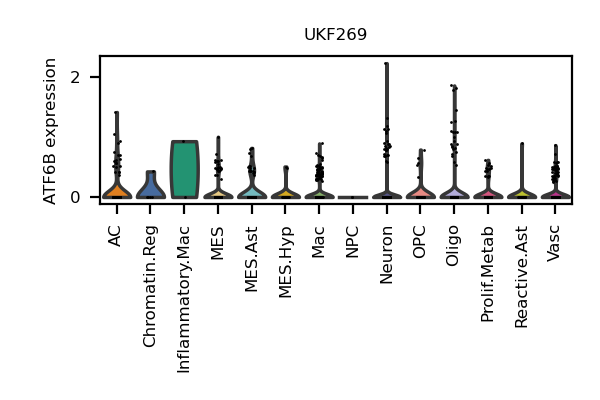 UKF269
ATF6B expression
2
0
AC
Chromatin.Reg
Inflammatory.Mac
MES
MES.Ast
MES.Hyp
Mac
NPC
Neuron
OPC
Oligo
Prolif.Metab
Reactive.Ast
Vasc